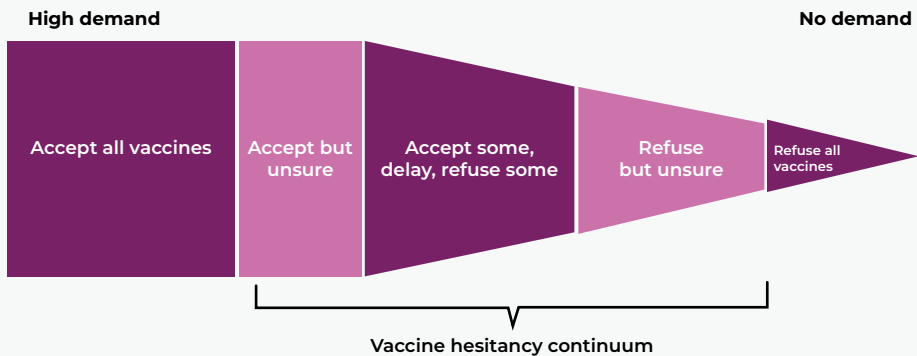 High demand
No demand
Accept all vaccines
Accept but
unsure
Accept some,
delay, refuse some
Refuse
but unsure
Refuse all
vaccines
Vaccine hesitancy continuum